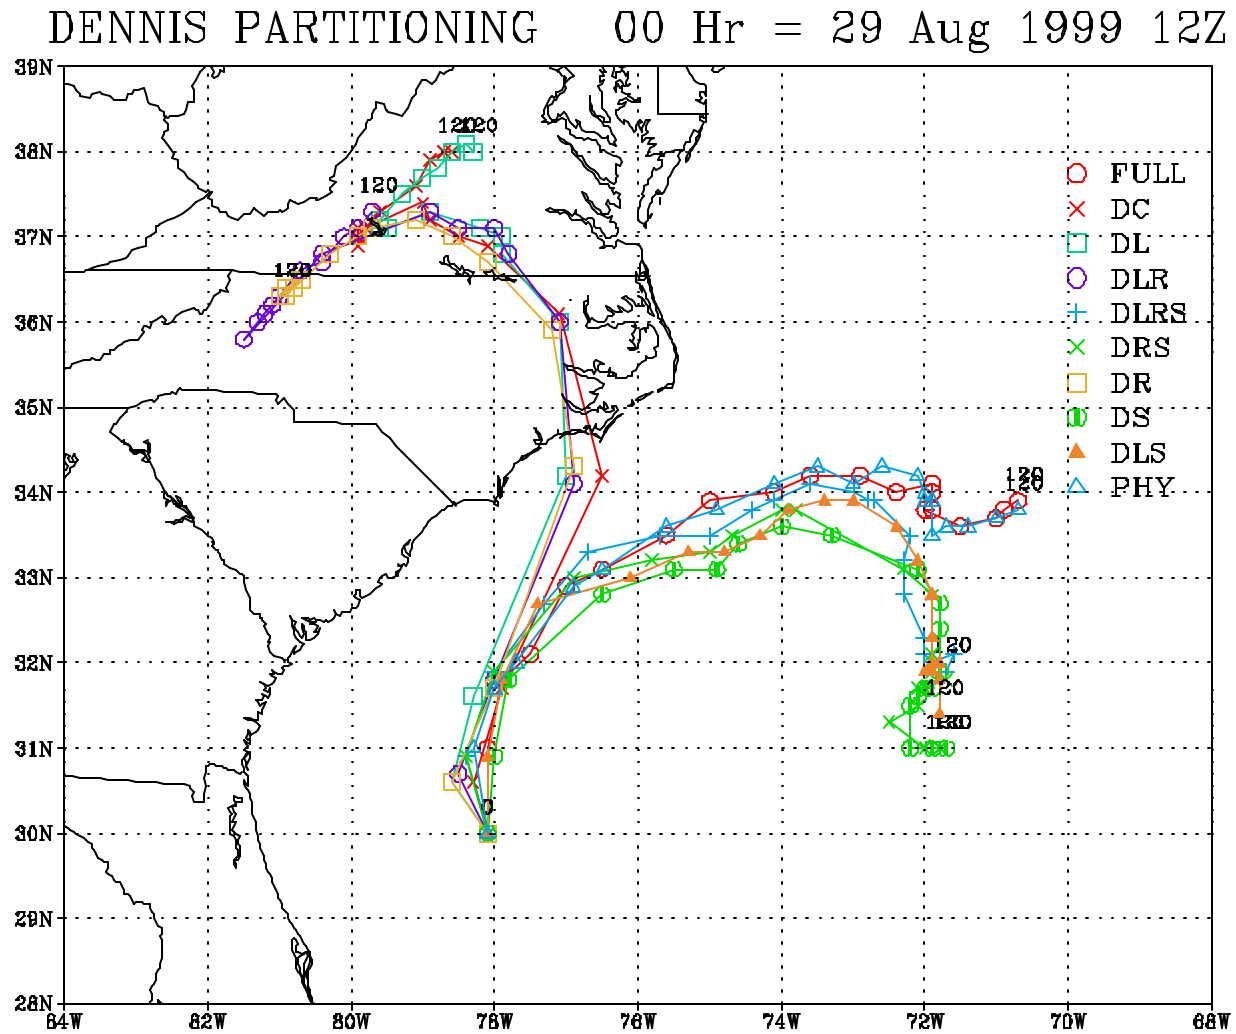 DENNIS PARTITIONING 00 Hr = 29 Aug 1999 12Z
39N
38N
37N
36N
35N
34N
33N
32N
31N
30N
29N
28N
84W 82W 80W 78W 76W 74W 72W 70W 68W
FULL
DC
DL
DLR
DLRS
DRS
DR
DS
DLS
PHY
120
120
120
120
120
120
120
120
0